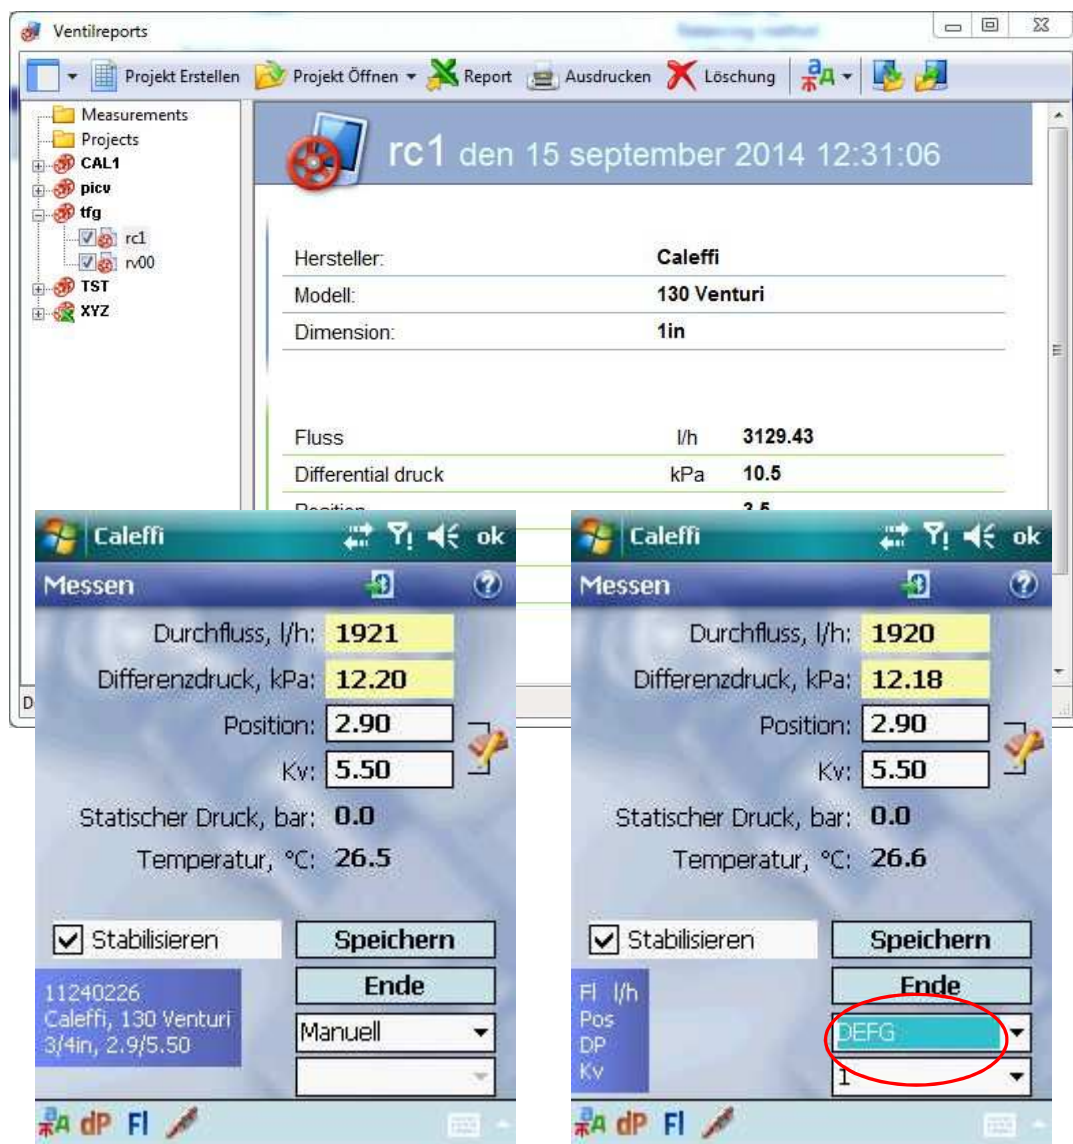 Ventilreports
Projekt Erstellen Projekt Öffnen Report Ausdrucken Löschung
Measurements
Projects
CAL1
picv
tfg
rc1
rv00
TST
XYZ
rc1 den 15 september 2014 12:31:06
Hersteller: Caleffi
Modell: 130 Venturi
Dimension: 1in
Fluss l/h 3129.43
Differential druck kPa 10.5
Position 3.5
D
Caleffi ok
Messen
Durchfluss, l/h: 1921
Differenzdruck, kPa: 12.20
Position: 2.90
Kv: 5.50
Statischer Druck, bar: 0.0
Temperatur, °C: 26.5
Stabilisieren Speichern
Ende
11240226
Caleffi, 130 Venturi
3/4in, 2.9/5.50
Manuell
dP Fl
Caleffi ok
Messen
Durchfluss, l/h: 1920
Differenzdruck, kPa: 12.18
Position: 2.90
Kv: 5.50
Statischer Druck, bar: 0.0
Temperatur, °C: 26.6
Stabilisieren Speichern
Ende
Fl l/h
Pos
DP
Kv
DEFG
1
dP Fl